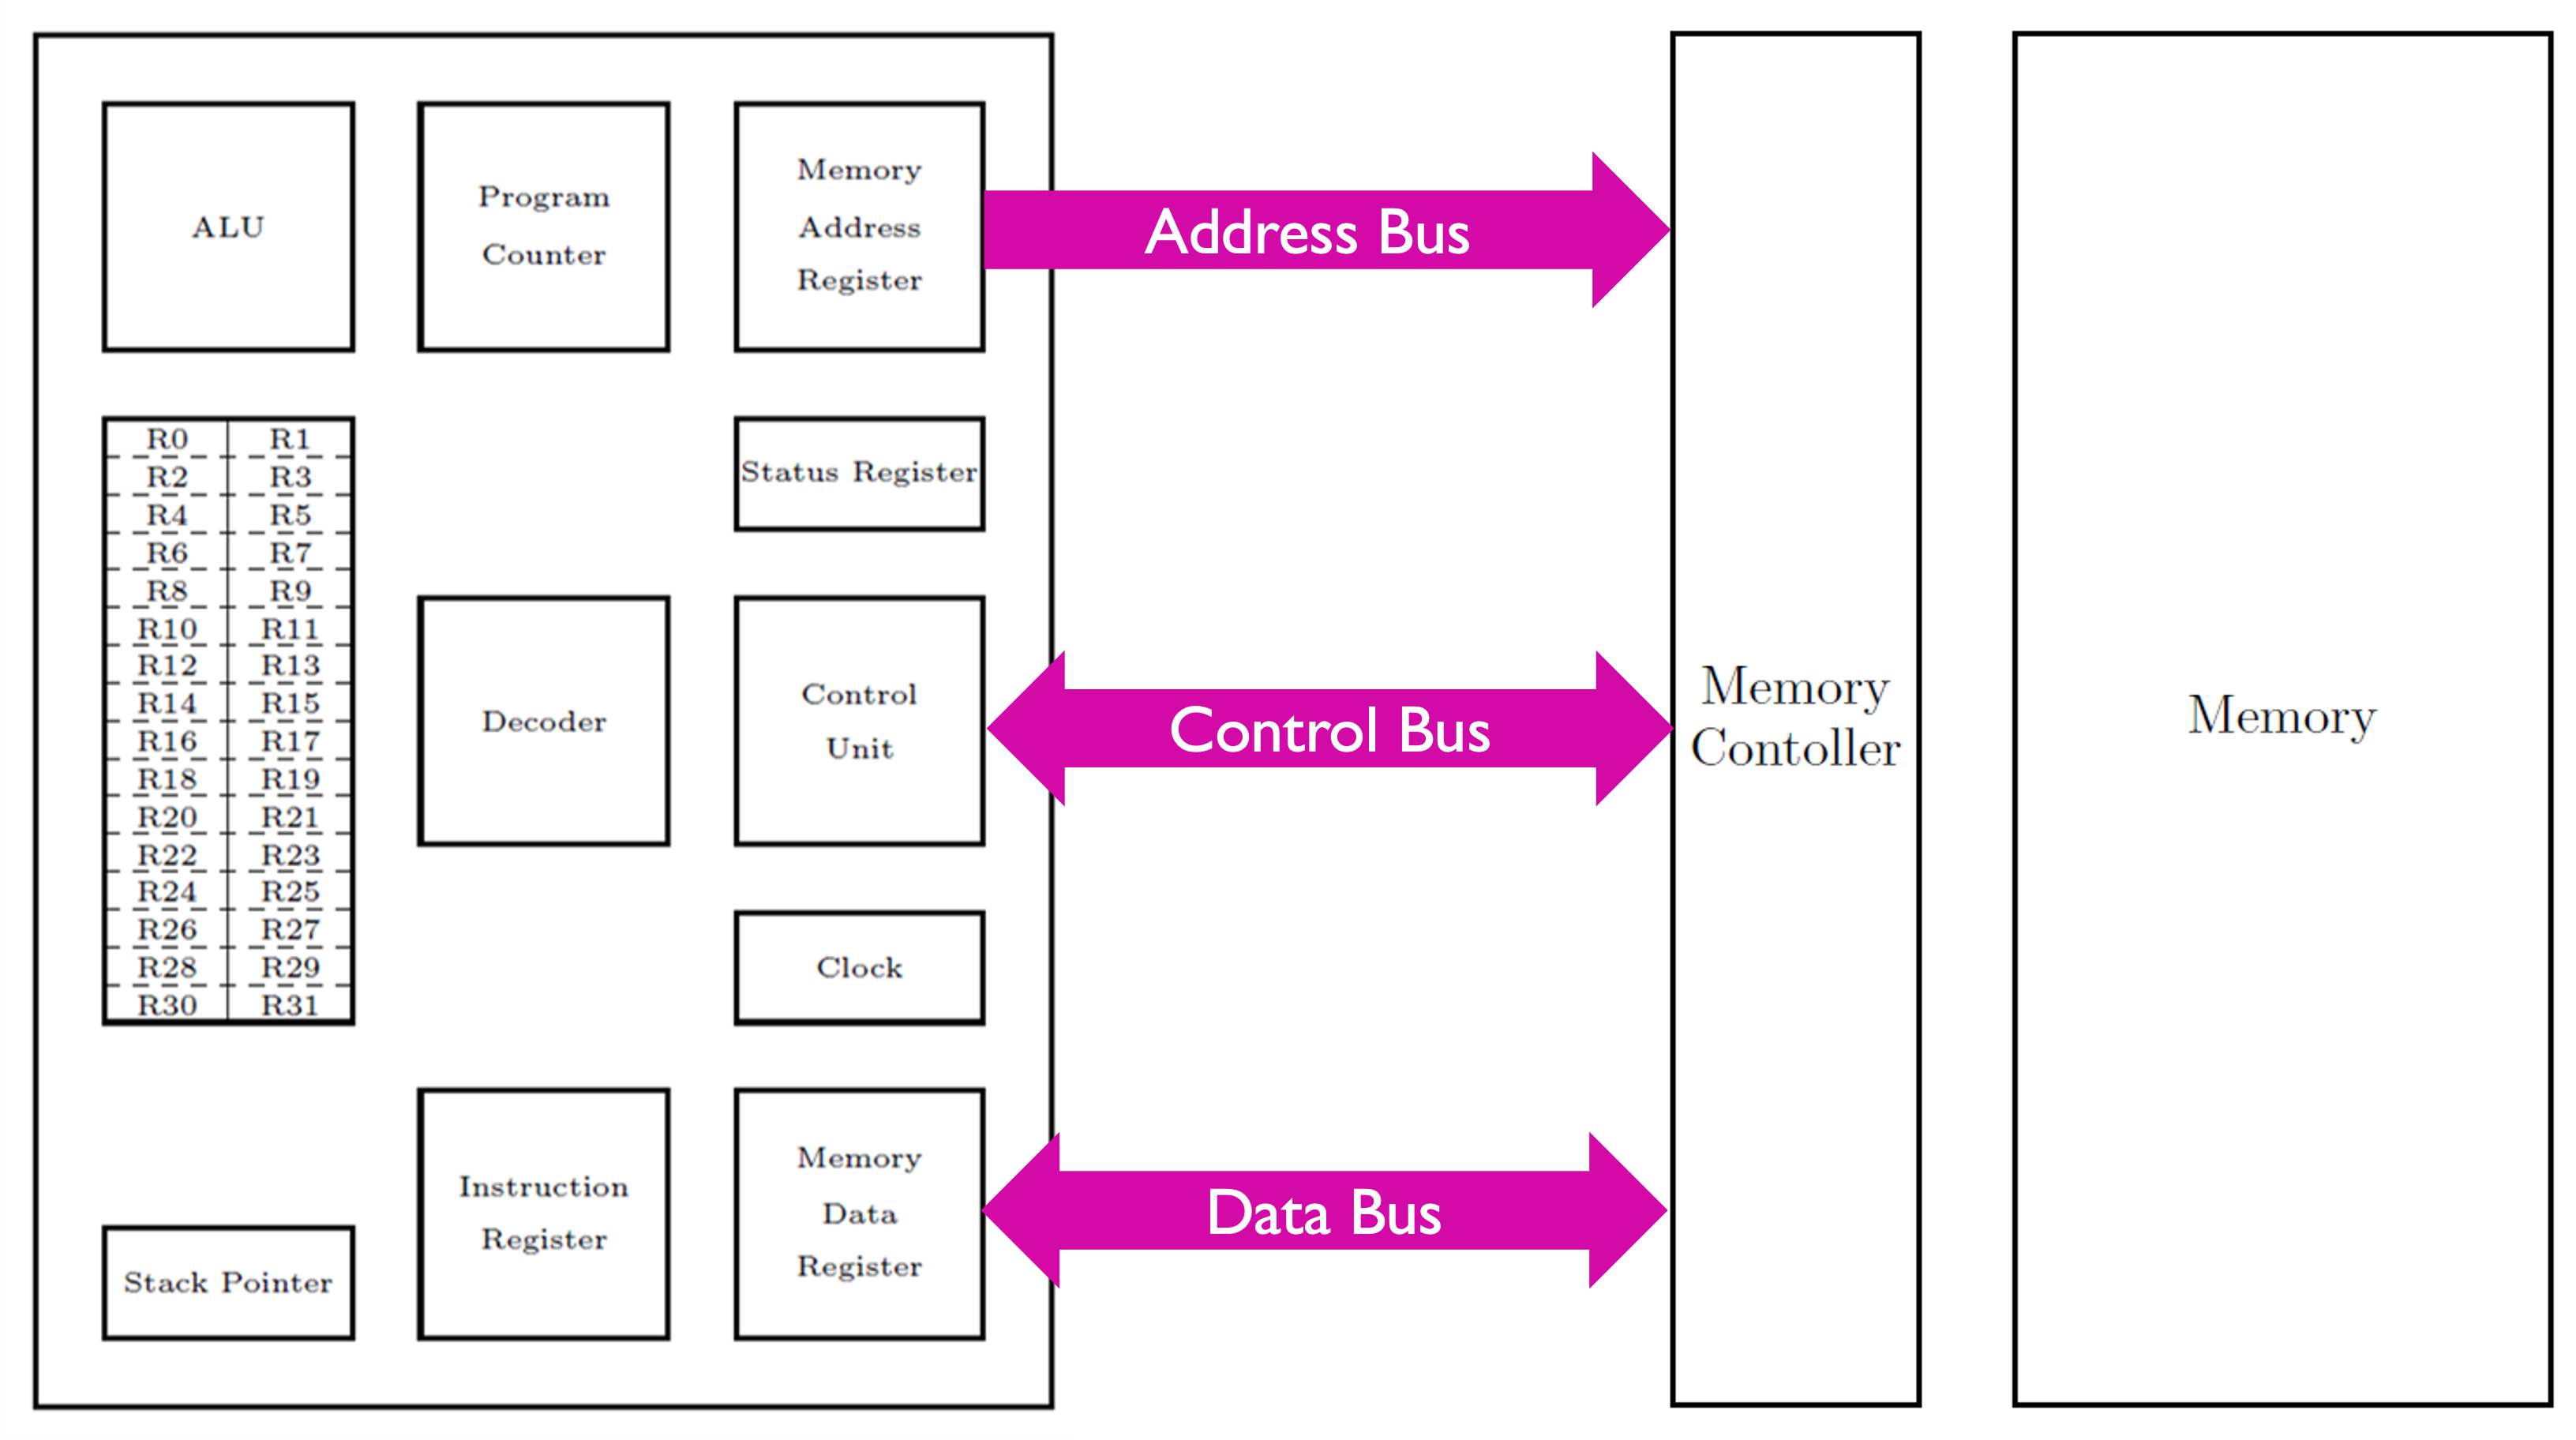 ALU
Program
Counter
Memory
Address
Register
Address Bus
R0 R1
R2 R3
R4 R5
R6 R7
R8 R9
R10 R11
R12 R13
R14 R15
R16 R17
R18 R19
R20 R21
R22 R23
R24 R25
R26 R27
R28 R29
R30 R31
Status Register
Decoder
Control
Unit
Control Bus
Clock
Stack Pointer
Instruction
Register
Memory
Data
Register
Data Bus
Memory
Contoller
Memory